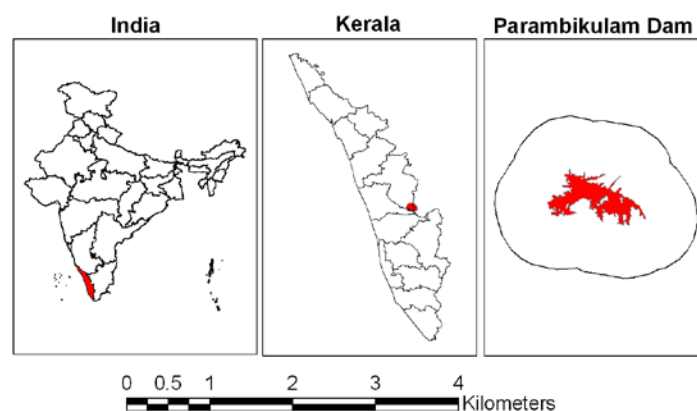 India
Kerala
Parambikulam Dam
0 0.5 1 2 3 4
Kilometers